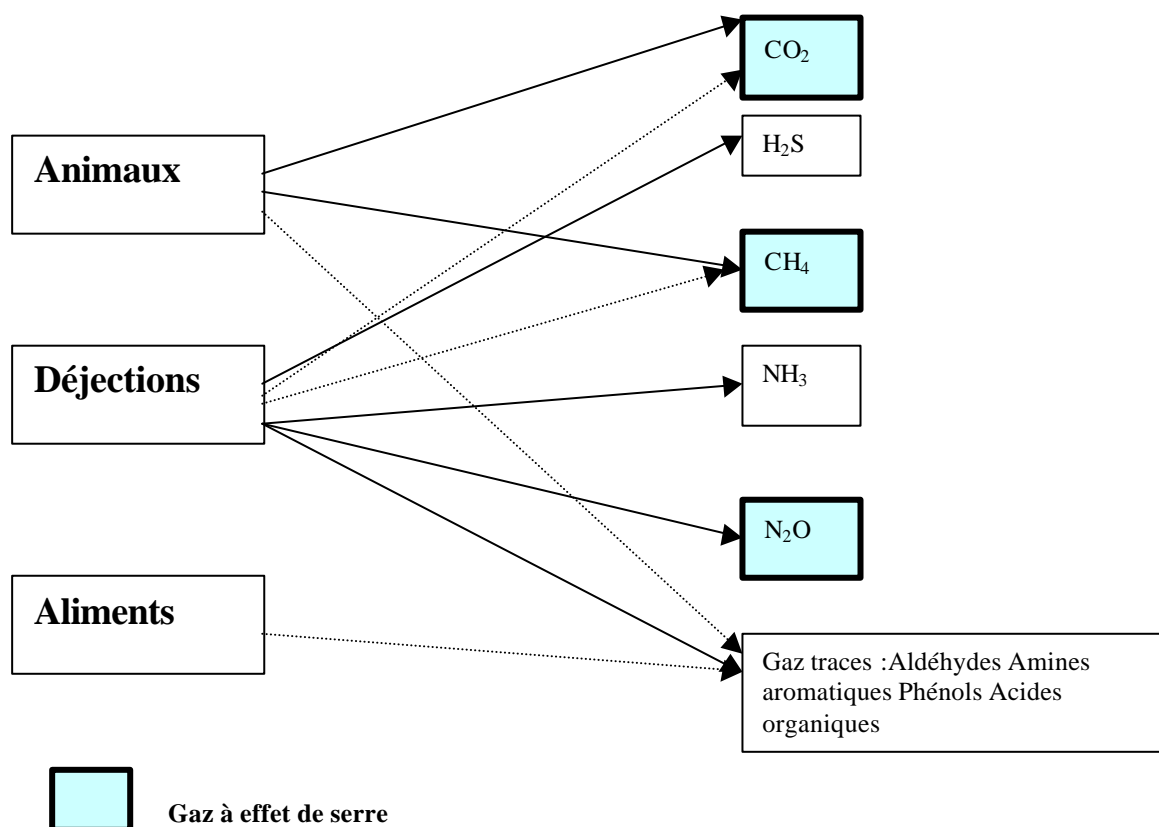 CO₂
Animaux
H₂S
CH₄
Déjections
NH₃
N₂O
Aliments
Gaz traces :Aldéhydes Amines
aromatiques Phénols Acides
organiques
Gaz à effet de serre